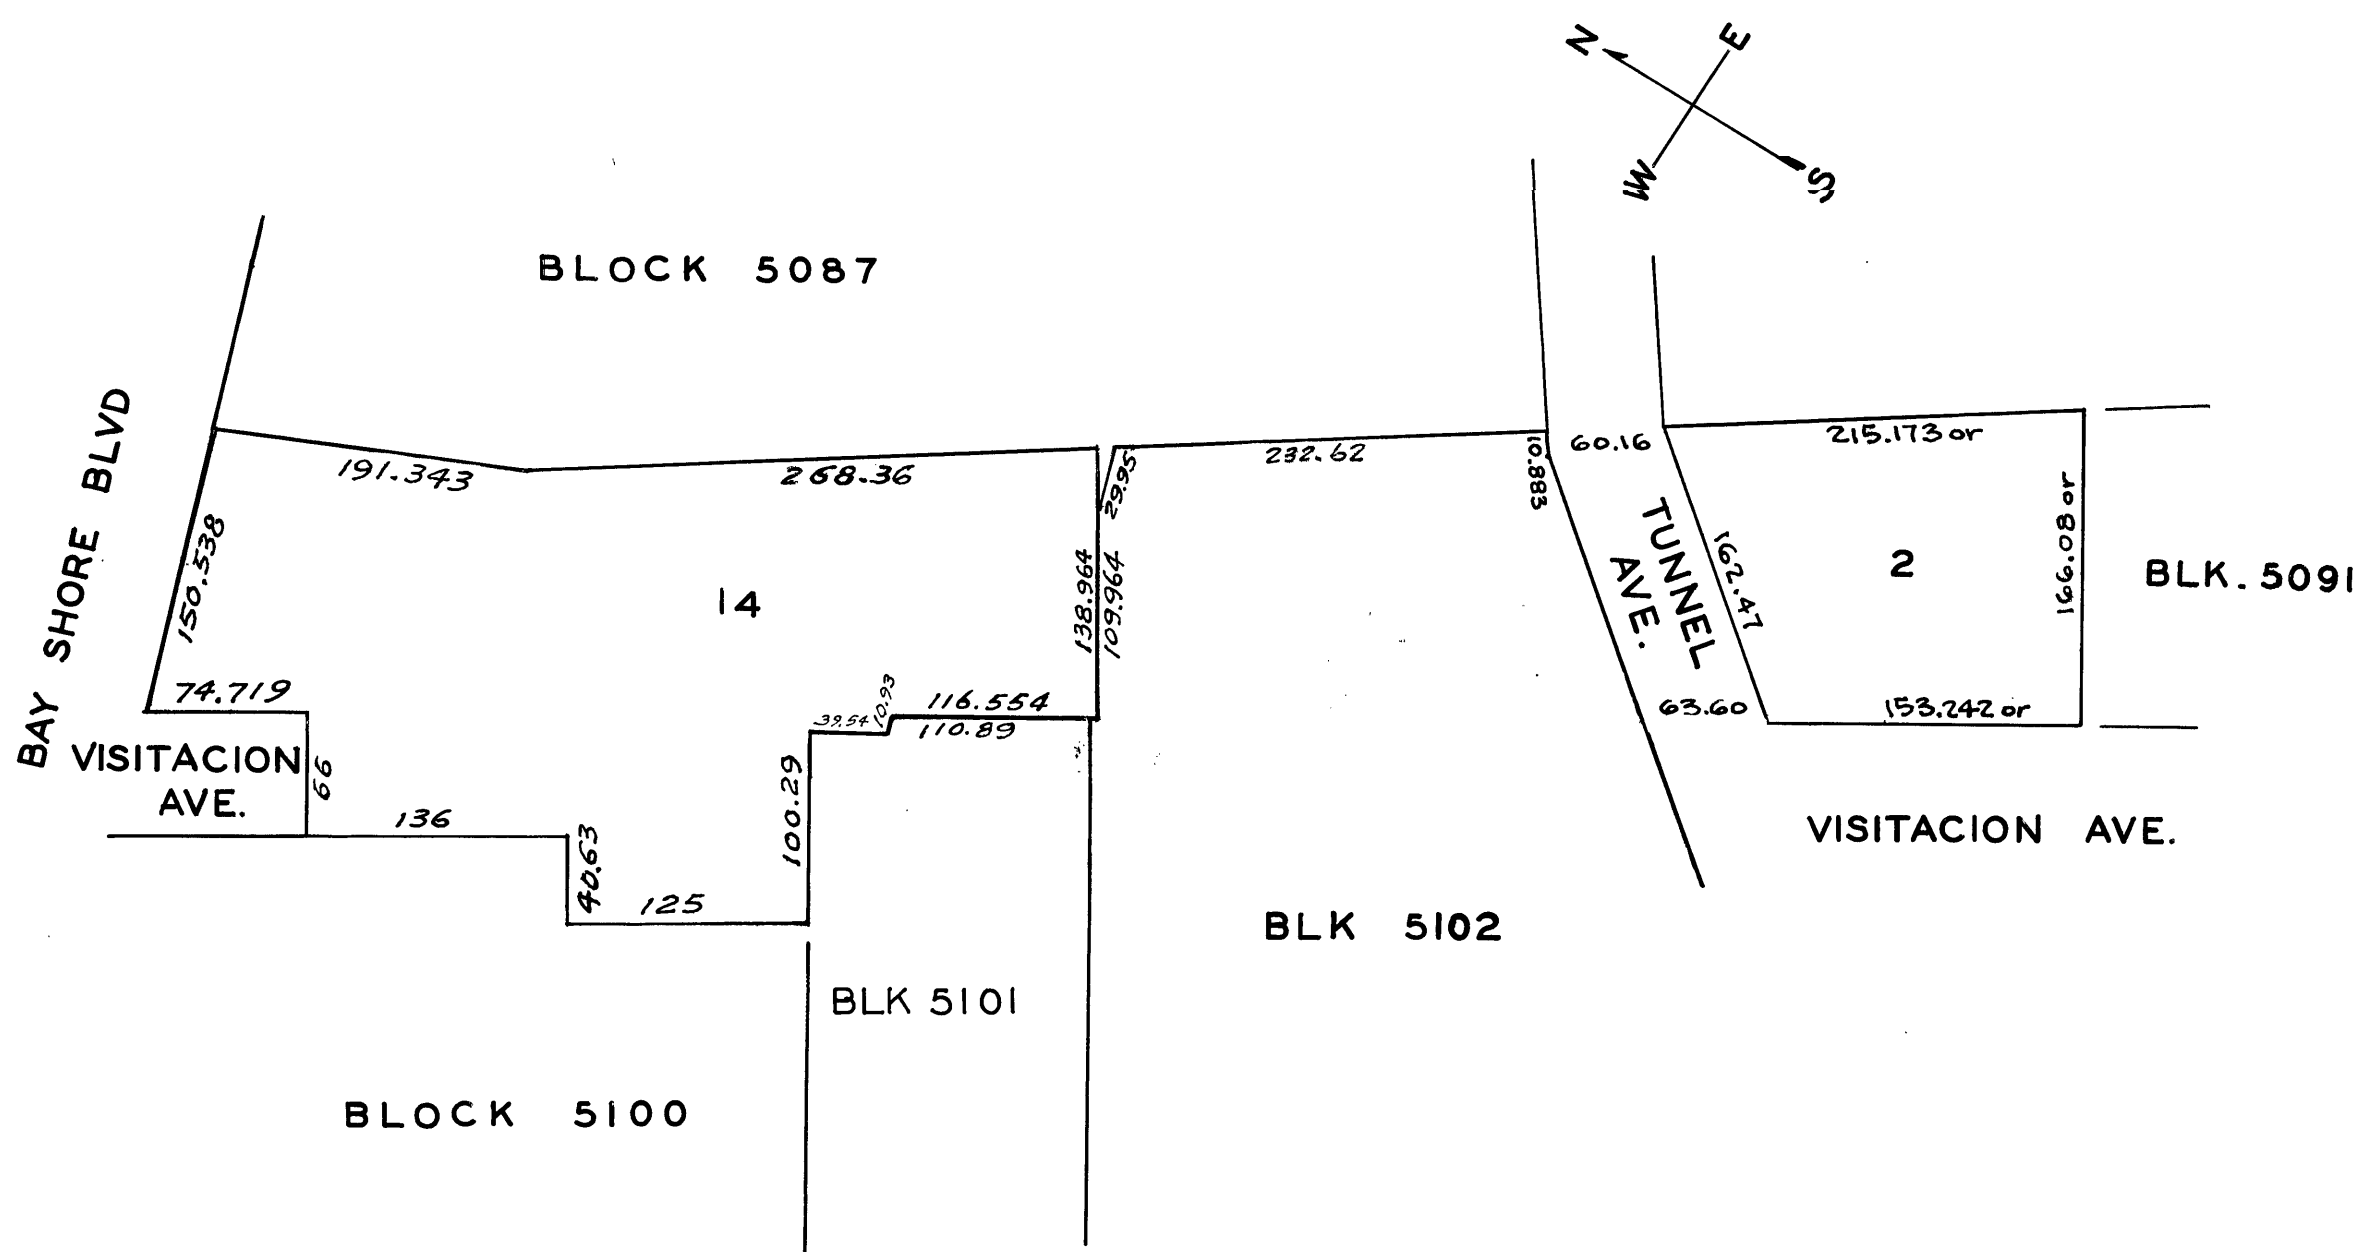 N
E
W
S
BLOCK 5087
BAY SHORE BLVD
191.343
268.36
232.62
60.16
215.173 or
29.95
10.883
150.538
138.964
109.964
TUNNEL
AVE.
162.47
166.08 or
14
2
BLK. 5091
74.719
39.54
10.93
116.554
110.89
63.60
153.242 or
VISITACION
AVE.
66
136
40.63
100.29
125
VISITACION AVE.
BLK 5102
BLK 5101
BLOCK 5100